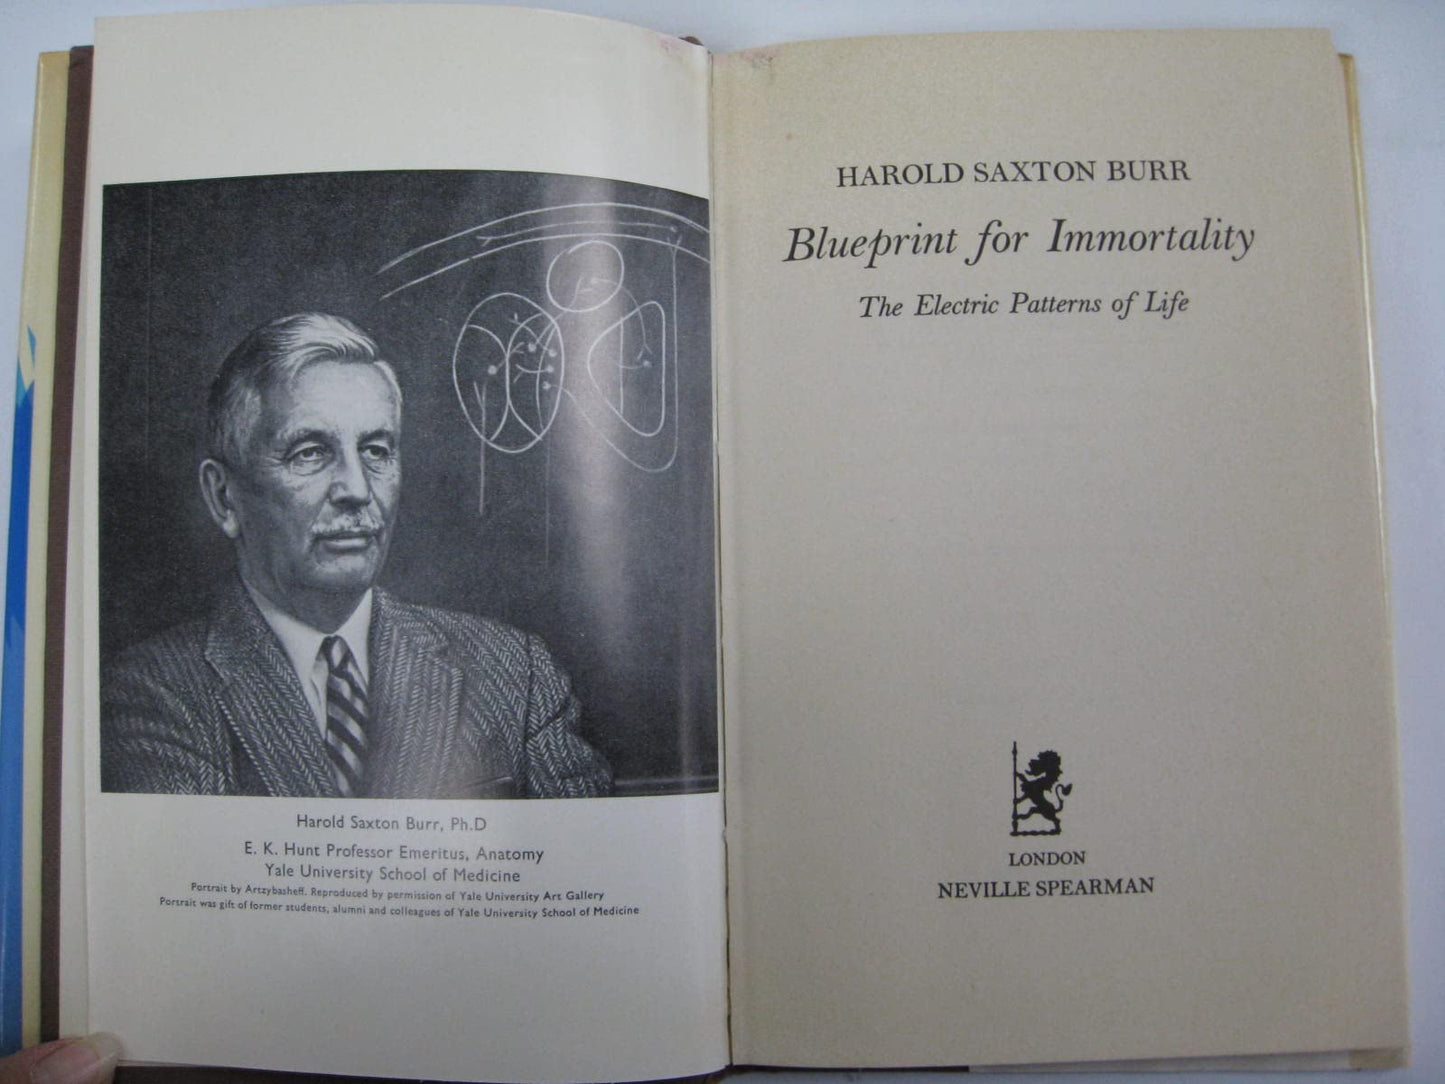 Harold Saxton Burr, Ph.D
E. K. Hunt Professor Emeritus, Anatomy
Yale University School of Medicine
Portrait by Artzybasheff. Reproduced by permission of Yale University Art Gallery
Portrait was gift of former students, alumni and colleagues of Yale University School of Medicine
HAROLD SAXTON BURR
Blueprint for Immortality
The Electric Patterns of Life
LONDON
NEVILLE SPEARMAN